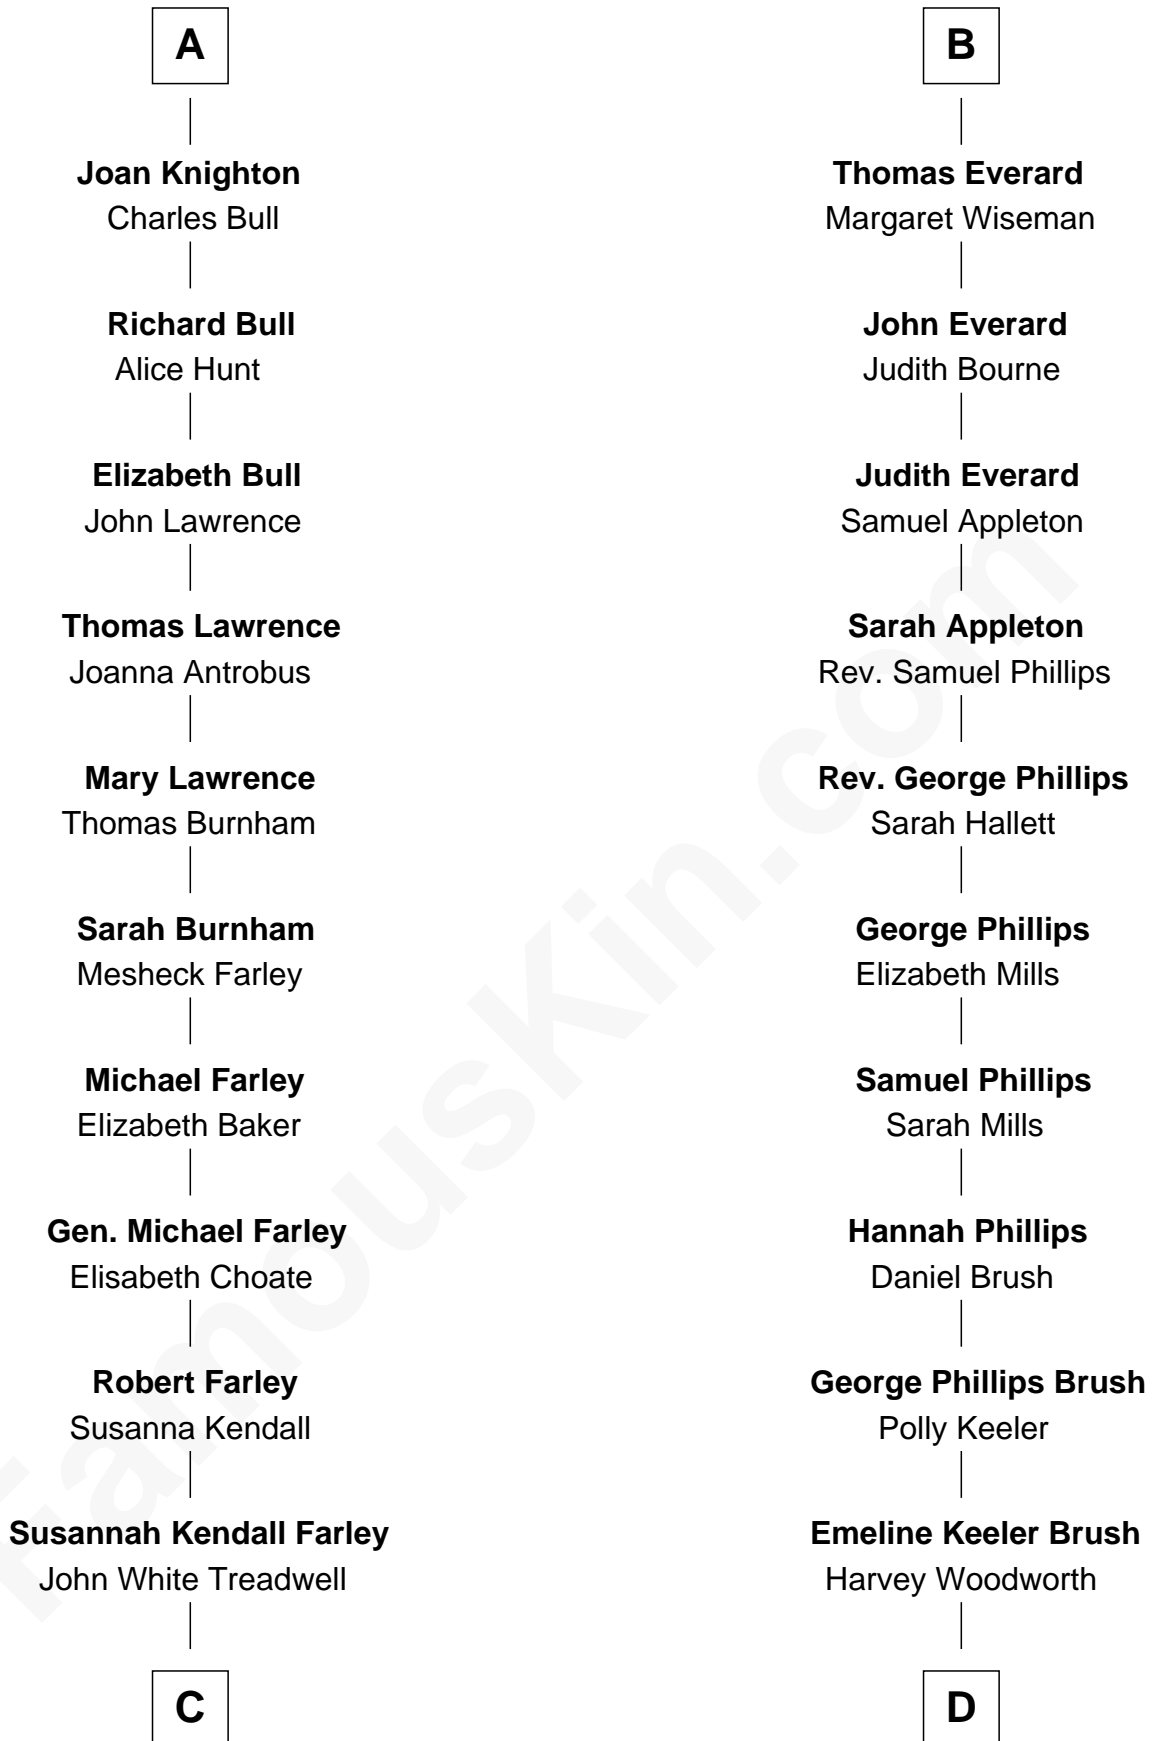 A
Joan Knighton
Charles Bull
Richard Bull
Alice Hunt
Elizabeth Bull
John Lawrence
Thomas Lawrence
Joanna Antrobus
Mary Lawrence
Thomas Burnham
Sarah Burnham
Mesheck Farley
Michael Farley
Elizabeth Baker
Gen. Michael Farley
Elisabeth Choate
Robert Farley
Susanna Kendall
Susannah Kendall Farley
John White Treadwell
C
B
Thomas Everard
Margaret Wiseman
John Everard
Judith Bourne
Judith Everard
Samuel Appleton
Sarah Appleton
Rev. Samuel Phillips
Rev. George Phillips
Sarah Hallett
George Phillips
Elizabeth Mills
Samuel Phillips
Sarah Mills
Hannah Phillips
Daniel Brush
George Phillips Brush
Polly Keeler
Emeline Keeler Brush
Harvey Woodworth
D
FamousKin.com